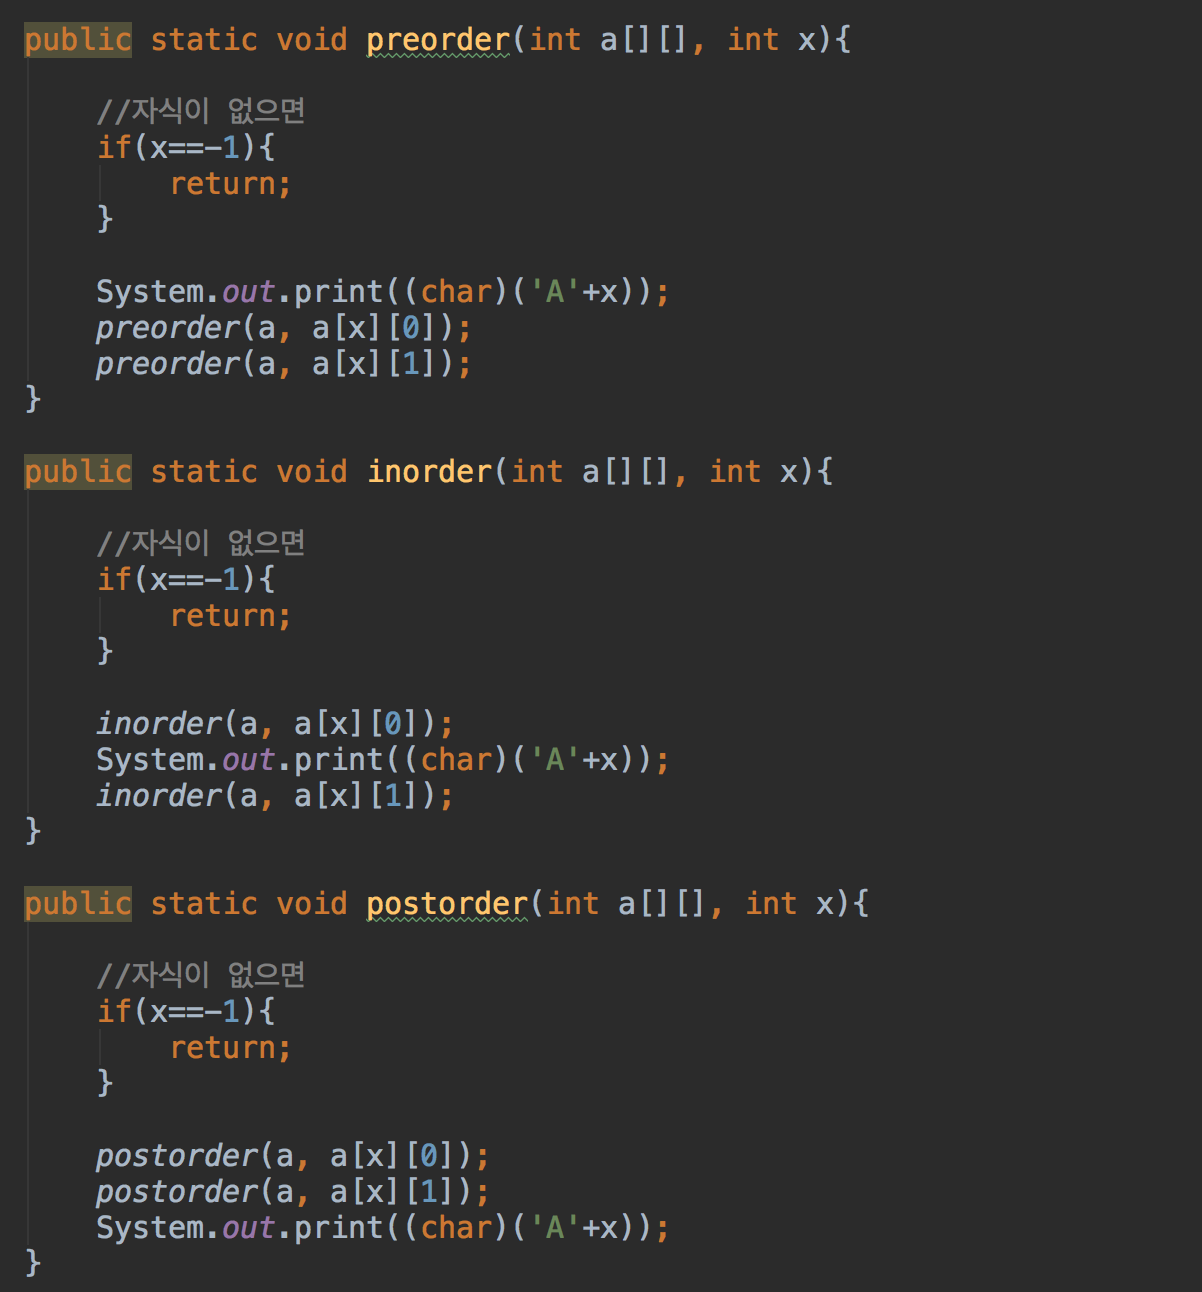 public static void preorder(int a[][], int x){
//자식이 없으면
if(x==-1){
return;
}
System.out.print((char)('A'+x));
preorder(a, a[x][0]);
preorder(a, a[x][1]);
}
public static void inorder(int a[][], int x){
//자식이 없으면
if(x==-1){
return;
}
inorder(a, a[x][0]);
System.out.print((char)('A'+x));
inorder(a, a[x][1]);
}
public static void postorder(int a[][], int x){
//자식이 없으면
if(x==-1){
return;
}
postorder(a, a[x][0]);
postorder(a, a[x][1]);
System.out.print((char)('A'+x));
}